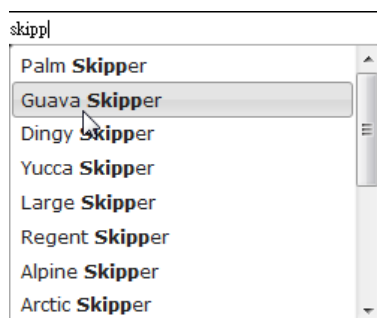 skipp
Palm Skipper
Guava Skipper
Dingy Skipper
Yucca Skipper
Large Skipper
Regent Skipper
Alpine Skipper
Arctic Skipper